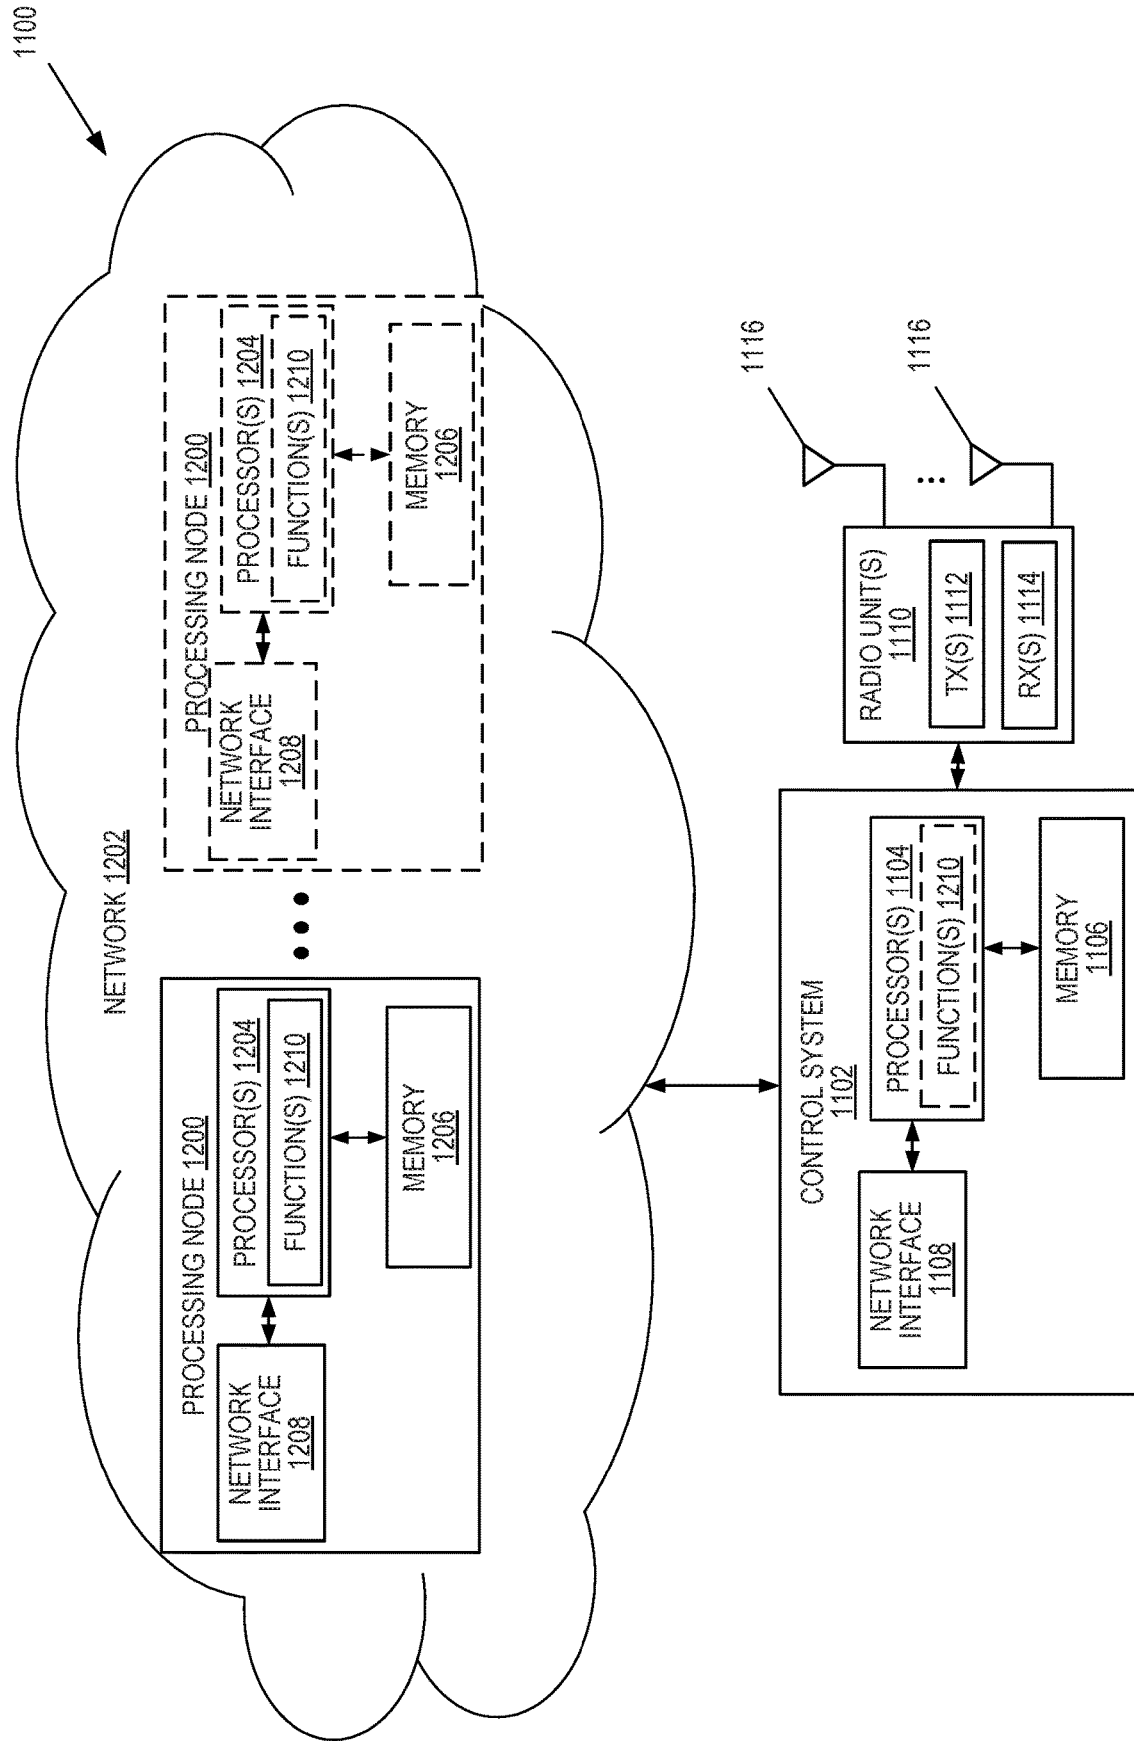 1100
NETWORK 1202
PROCESSING NODE 1200
NETWORK
INTERFACE
1208
PROCESSOR(S) 1204
FUNCTION(S) 1210
MEMORY
1206
•••
PROCESSING NODE 1200
NETWORK
INTERFACE
1208
PROCESSOR(S) 1204
FUNCTION(S) 1210
MEMORY
1206
CONTROL SYSTEM
1102
NETWORK
INTERFACE
1108
PROCESSOR(S) 1104
FUNCTION(S) 1210
MEMORY
1106
RADIO UNIT(S)
1110
TX(S) 1112
RX(S) 1114
1116
...
1116